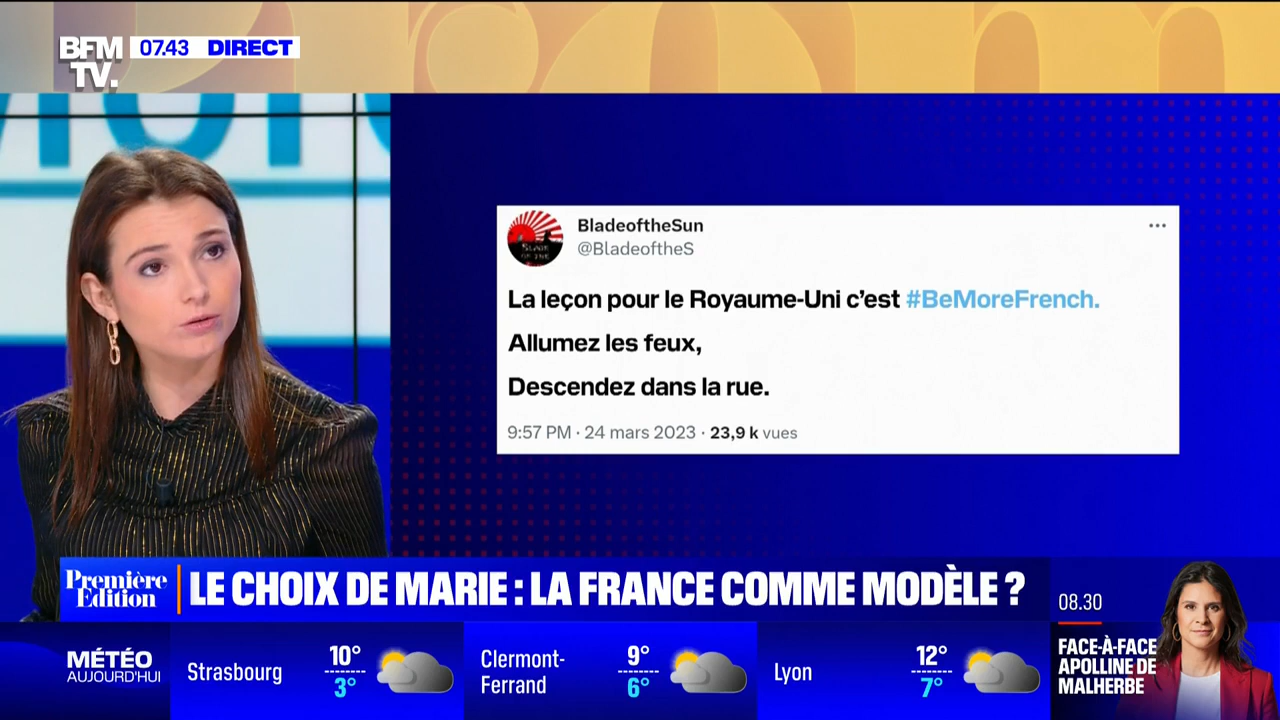 BFM
TV.
07.43 DIRECT
BladeoftheSun
@BladeoftheS
La leçon pour le Royaume-Uni c’est #BeMoreFrench.
Allumez les feux,
Descendez dans la rue.
9:57 PM · 24 mars 2023 · 23,9 k vues
Première
Édition
LE CHOIX DE MARIE : LA FRANCE COMME MODÈLE ?
08.30
FACE-À-FACE
APOLLINE DE
MALHERBE
MÉTÉO
AUJOURD'HUI
Strasbourg 10° 3°
Clermont-Ferrand 9° 6°
Lyon 12° 7°